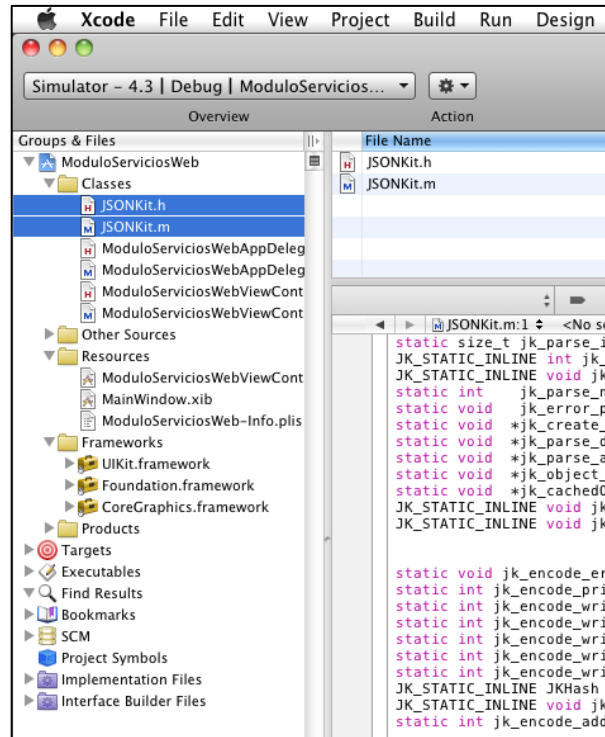 Xcode File Edit View Project Build Run Design
Simulator – 4.3 | Debug | ModuloServicios...
Overview Action
Groups & Files
ModuloServiciosWeb
Classes
JSONKit.h
JSONKit.m
ModuloServiciosWebAppDeleg
ModuloServiciosWebAppDeleg
ModuloServiciosWebViewCont
ModuloServiciosWebViewCont
Other Sources
Resources
ModuloServiciosWebViewCont
MainWindow.xib
ModuloServiciosWeb-Info.plis
Frameworks
UIKit.framework
Foundation.framework
CoreGraphics.framework
Products
Targets
Executables
Find Results
Bookmarks
SCM
Project Symbols
Implementation Files
Interface Builder Files
File Name
JSONKit.h
JSONKit.m
JSONKit.m:1 <No se
static size_t jk_parse_i
JK_STATIC_INLINE int jk_
JK_STATIC_INLINE void jk
static int jk_parse_n
static void jk_error_p
static void *jk_create_
static void *jk_parse_d
static void *jk_parse_a
static void *jk_object_
static void *jk_cachedO
JK_STATIC_INLINE void jk
JK_STATIC_INLINE void jk
static void jk_encode_er
static int jk_encode_pri
static int jk_encode_wri
static int jk_encode_wri
static int jk_encode_wri
static int jk_encode_wri
static int jk_encode_wri
JK_STATIC_INLINE JKHash
JK_STATIC_INLINE void jk
static int jk_encode_add